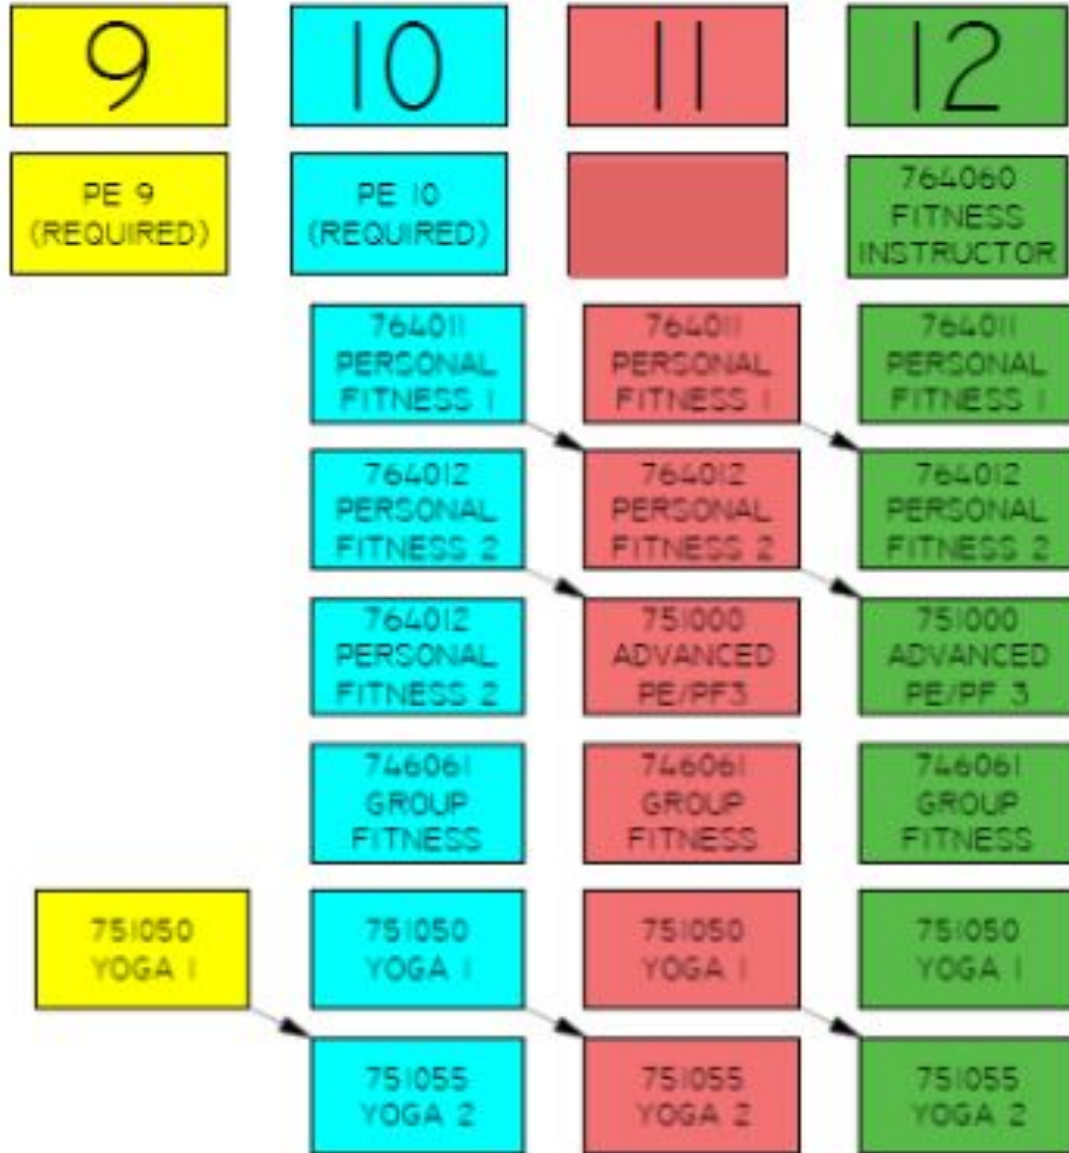 9
10
11
12
PE 9
(REQUIRED)
PE 10
(REQUIRED)
764060
FITNESS
INSTRUCTOR
764011
PERSONAL
FITNESS 1
764011
PERSONAL
FITNESS 1
764011
PERSONAL
FITNESS 1
764012
PERSONAL
FITNESS 2
764012
PERSONAL
FITNESS 2
764012
PERSONAL
FITNESS 2
764012
PERSONAL
FITNESS 2
751000
ADVANCED
PE/PF3
751000
ADVANCED
PE/PF 3
746061
GROUP
FITNESS
746061
GROUP
FITNESS
746061
GROUP
FITNESS
751050
YOGA 1
751050
YOGA 1
751050
YOGA 1
751050
YOGA 1
751055
YOGA 2
751055
YOGA 2
751055
YOGA 2